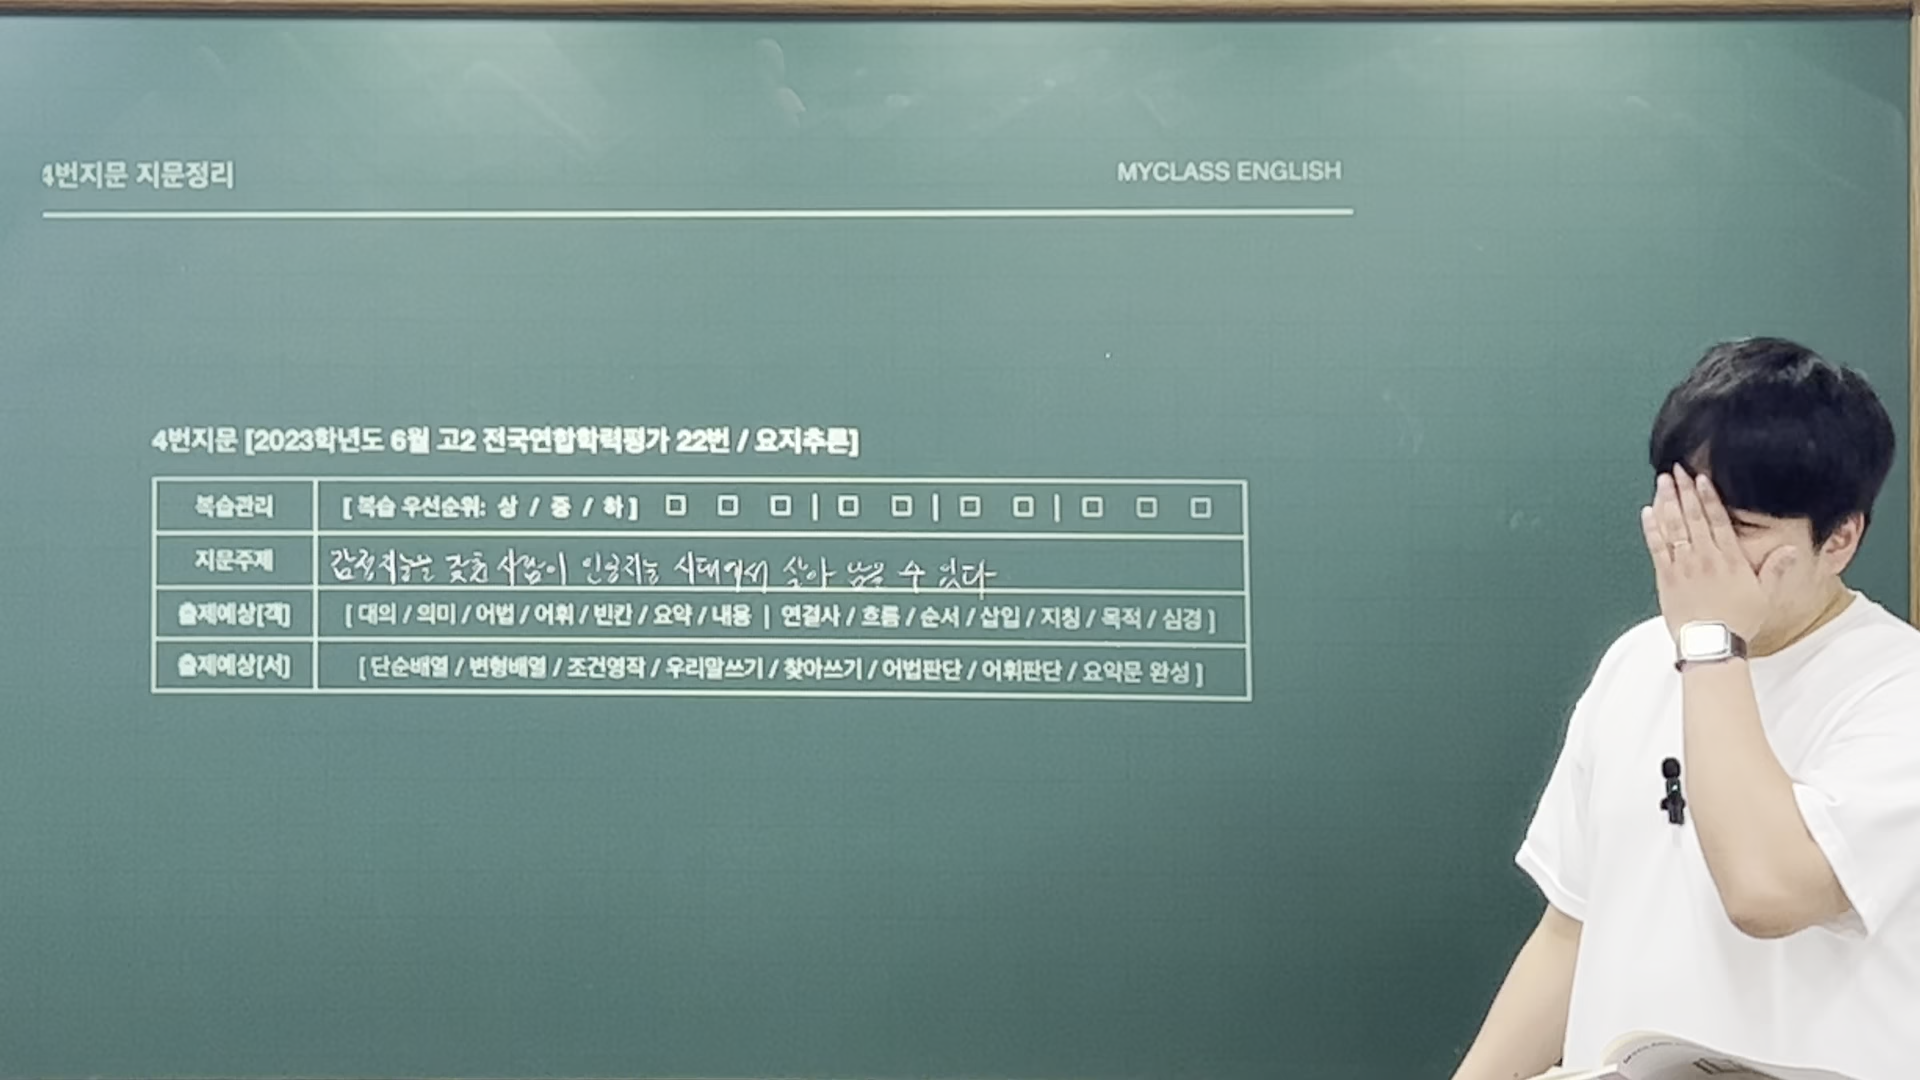 4번지문 지문정리
MYCLASS ENGLISH
4번지문 [2023학년도 6월 고2 전국연합학력평가 22번 / 요지추론]
복습관리
[ 복습 우선순위: 상 / 중 / 하 ] □ □ □ | □ □ | □ □ | □ □ □
지문주제
감정지능을 갖춘 사람이 인공지능 시대에서 살아 남을 수 있다
출제예상[객]
[ 대의 / 의미 / 어법 / 어휘 / 빈칸 / 요약 / 내용 | 연결사 / 흐름 / 순서 / 삽입 / 지칭 / 목적 / 심경 ]
출제예상[서]
[ 단순배열 / 변형배열 / 조건영작 / 우리말쓰기 / 찾아쓰기 / 어법판단 / 어휘판단 / 요약문 완성 ]